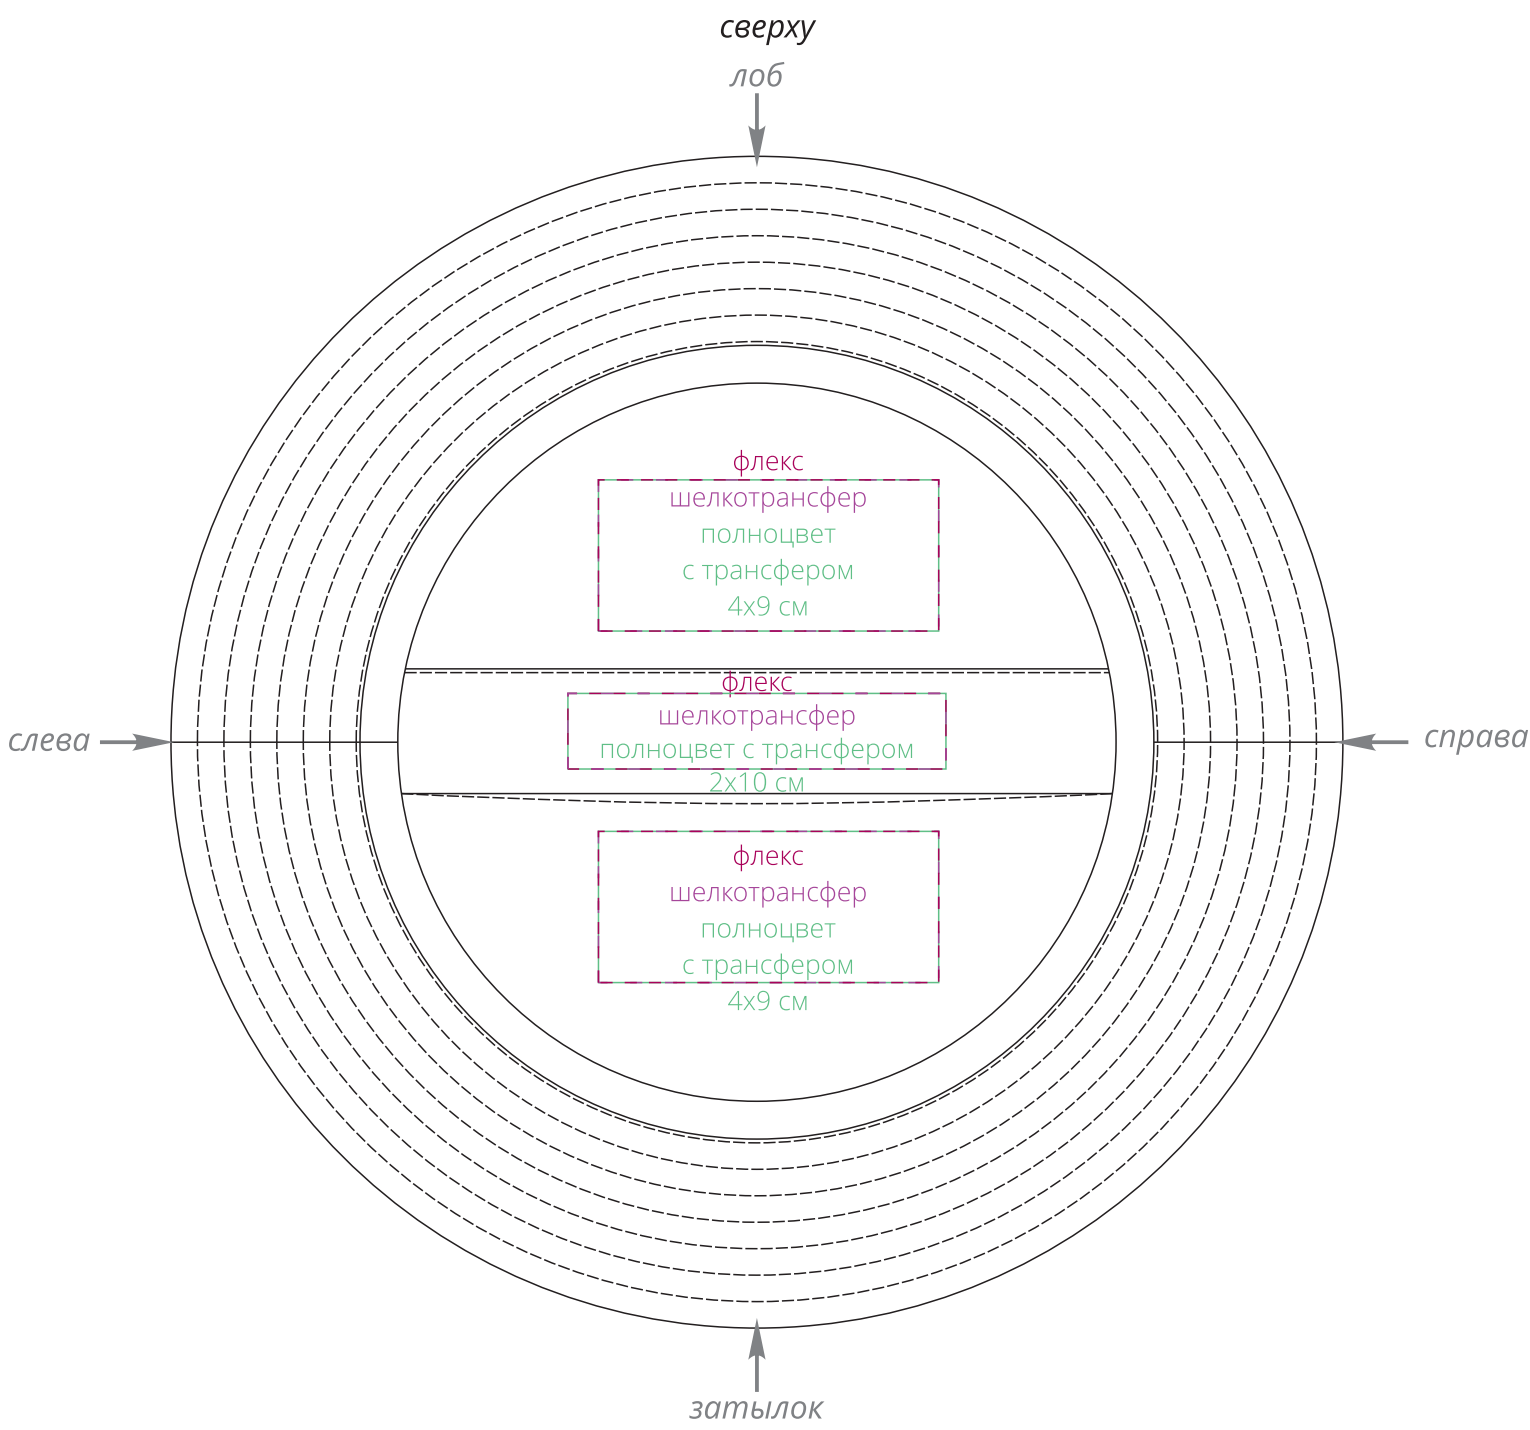 сверху
лоб
флекс
шелкотрансфер
полноцвет
с трансфером
4х9 см
флекс
шелкотрансфер
полноцвет с трансфером
2х10 см
слева
справа
флекс
шелкотрансфер
полноцвет
с трансфером
4х9 см
затылок